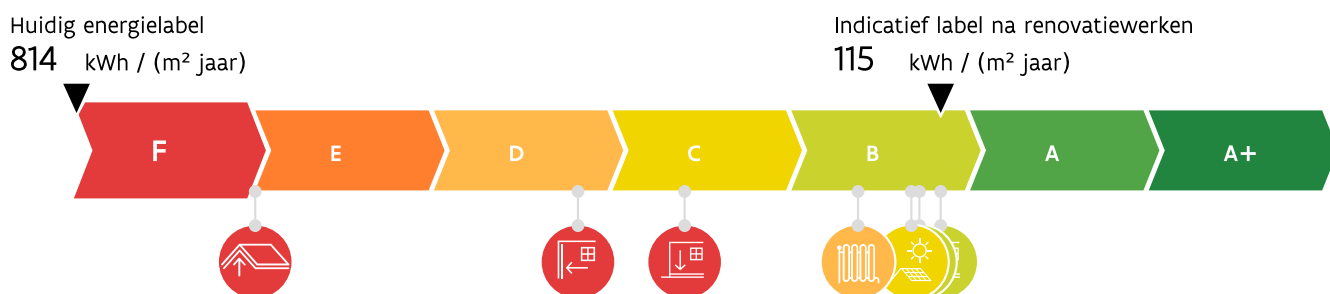 Huidig energielabel
814 kWh / (m² jaar)
Indicatief label na renovatiewerken
115 kWh / (m² jaar)
F E D C B A A+